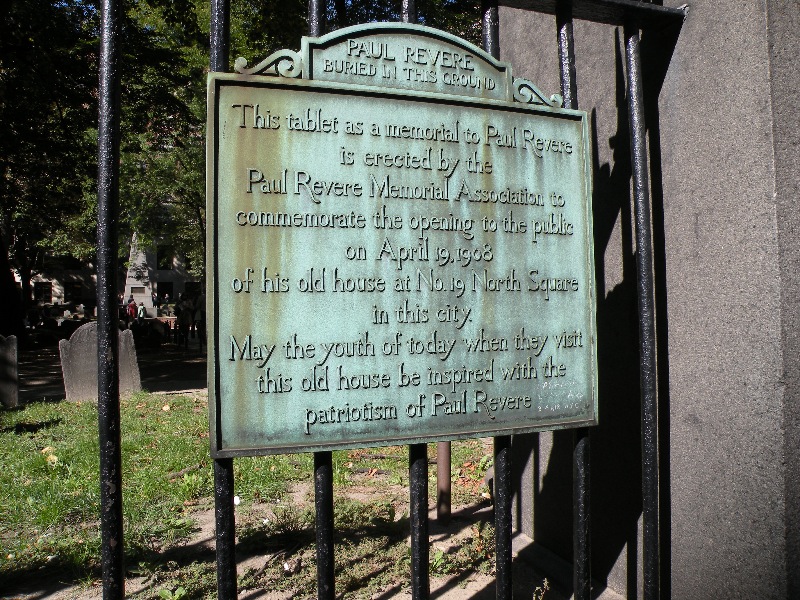 PAUL REVERE
BURIED IN THIS GROUND
This tablet as a memorial to Paul Revere
is erected by the
Paul Revere Memorial Association to
commemorate the opening to the public
on April 19, 1908
of his old house at No. 19 North Square
in this city.
May the youth of today when they visit
this old house be inspired with the
patriotism of Paul Revere